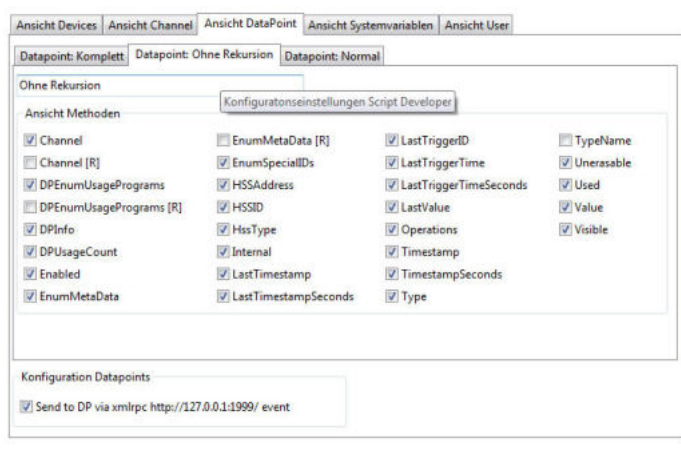 Ansicht Devices Ansicht Channel Ansicht DataPoint Ansicht Systemvariablen Ansicht User
Datapoint: Komplett Datapoint: Ohne Rekursion Datapoint: Normal
Ohne Rekursion
Konfiguratonseinstellungen Script Developer
Ansicht Methoden
Channel EnumMetaData [R] LastTriggerID TypeName
Channel [R] EnumSpecialIDs LastTriggerTime Unerasable
DPEnumUsagePrograms HSSAddress LastTriggerTimeSeconds Used
DPEnumUsagePrograms [R] HSSID LastValue Value
DPInfo HssType Operations Visible
DPUsageCount Internal Timestamp
Enabled LastTimestamp TimestampSeconds
EnumMetaData LastTimestampSeconds Type
Konfiguration Datapoints
Send to DP via xmlrpc http://127.0.0.1:1999/ event